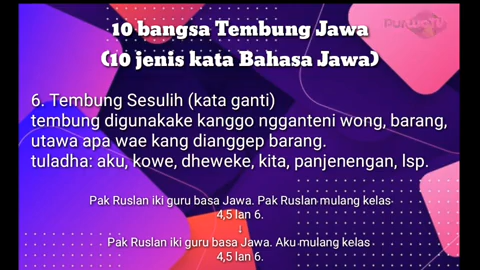 PURWO TV
10 bangsa Tembung Jawa
(10 jenis kata Bahasa Jawa)
6. Tembung Sesulih (kata ganti)
tembung digunakake kanggo ngganteni wong, barang,
utawa apa wae kang dianggep barang.
tuladha: aku, kowe, dheweke, kita, panjenengan, lsp.
Pak Ruslan iki guru basa Jawa. Pak Ruslan mulang kelas
4,5 lan 6.
↓
Pak Ruslan iki guru basa Jawa. Aku mulang kelas
4,5 lan 6.